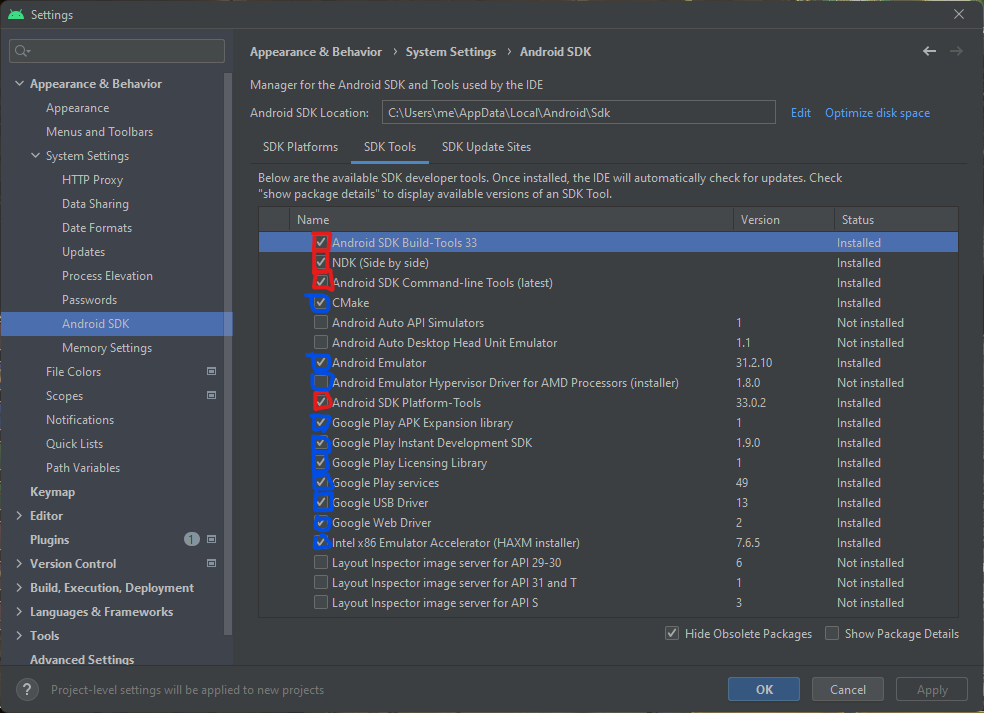 Settings
Appearance & Behavior › System Settings › Android SDK
Appearance & Behavior
Appearance
Menus and Toolbars
System Settings
HTTP Proxy
Data Sharing
Date Formats
Updates
Process Elevation
Passwords
Android SDK
Memory Settings
File Colors
Scopes
Notifications
Quick Lists
Path Variables
Keymap
Editor
Plugins 1
Version Control
Build, Execution, Deployment
Languages & Frameworks
Tools
Advanced Settings
Manager for the Android SDK and Tools used by the IDE
Android SDK Location: C:\Users\me\AppData\Local\Android\Sdk Edit Optimize disk space
SDK Platforms SDK Tools SDK Update Sites
Below are the available SDK developer tools. Once installed, the IDE will automatically check for updates. Check
"show package details" to display available versions of an SDK Tool.
Name Version Status
Android SDK Build-Tools 33 Installed
NDK (Side by side) Installed
Android SDK Command-line Tools (latest) Installed
CMake Installed
Android Auto API Simulators 1 Not installed
Android Auto Desktop Head Unit Emulator 1.1 Not installed
Android Emulator 31.2.10 Installed
Android Emulator Hypervisor Driver for AMD Processors (installer) 1.8.0 Not installed
Android SDK Platform-Tools 33.0.2 Installed
Google Play APK Expansion library 1 Installed
Google Play Instant Development SDK 1.9.0 Installed
Google Play Licensing Library 1 Installed
Google Play services 49 Installed
Google USB Driver 13 Installed
Google Web Driver 2 Installed
Intel x86 Emulator Accelerator (HAXM installer) 7.6.5 Installed
Layout Inspector image server for API 29-30 6 Not installed
Layout Inspector image server for API 31 and T 1 Not installed
Layout Inspector image server for API S 3 Not installed
Hide Obsolete Packages Show Package Details
? Project-level settings will be applied to new projects
OK Cancel Apply